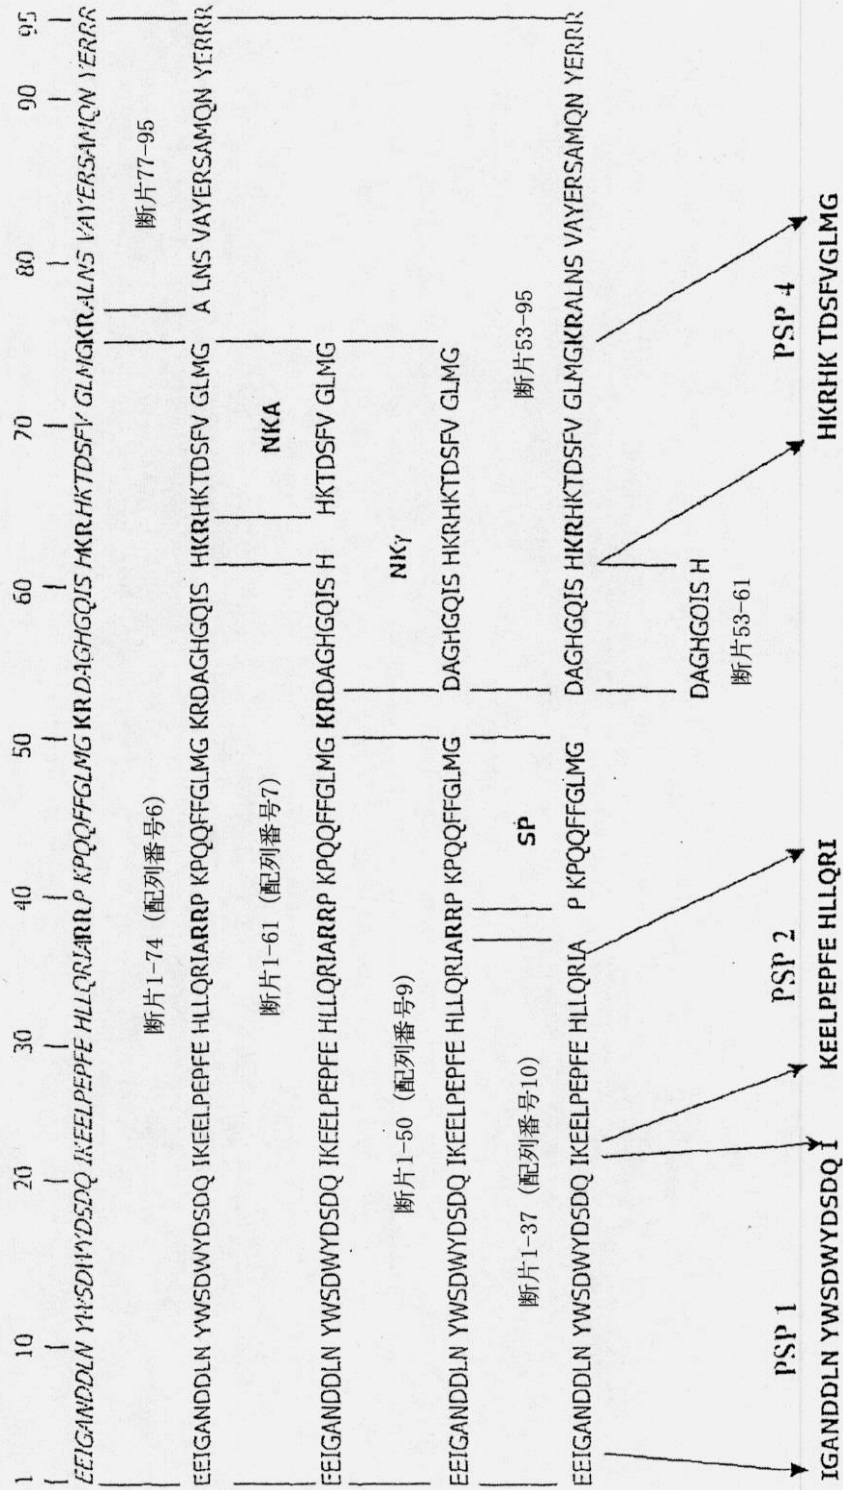 1 10 20 30 40 50 60 70 80 90 95
EEIGANDDLN YWSDWYDSDQ IKEELPEPFE HLLQRIARRP KPQQFFGLMG KR DAGHGQIS HKRHKTDSFV GLMGKRALNS VAYERSAMQN YERRR
断片1-74 (配列番号6) 断片77-95
EEIGANDDLN YWSDWYDSDQ IKEELPEPFE HLLQRIARRP KPQQFFGLMG KRDAGHGQIS HKRHKTDSFV GLMG A LNS VAYERSAMQN YERRR
断片1-61 (配列番号7) NKA
EEIGANDDLN YWSDWYDSDQ IKEELPEPFE HLLQRIARRP KPQQFFGLMG KRDAGHGQIS H HKTDSFV GLMG
断片1-50 (配列番号9) NKγ
EEIGANDDLN YWSDWYDSDQ IKEELPEPFE HLLQRIARRP KPQQFFGLMG DAGHGQIS HKRHKTDSFV GLMG
断片1-37 (配列番号10) SP 断片53-95
EEIGANDDLN YWSDWYDSDQ IKEELPEPFE HLLQRIA P KPQQFFGLMG DAGHGQIS HKRHKTDSFV GLMGKRALNS VAYERSAMQN YERRR
DAGHGOIS H
断片53-61
PSP 1 PSP 2 PSP 4
IGANDDLN YWSDWYDSDQ I KEELPEPFE HLLQRI HKRHK TDSFVGLMG